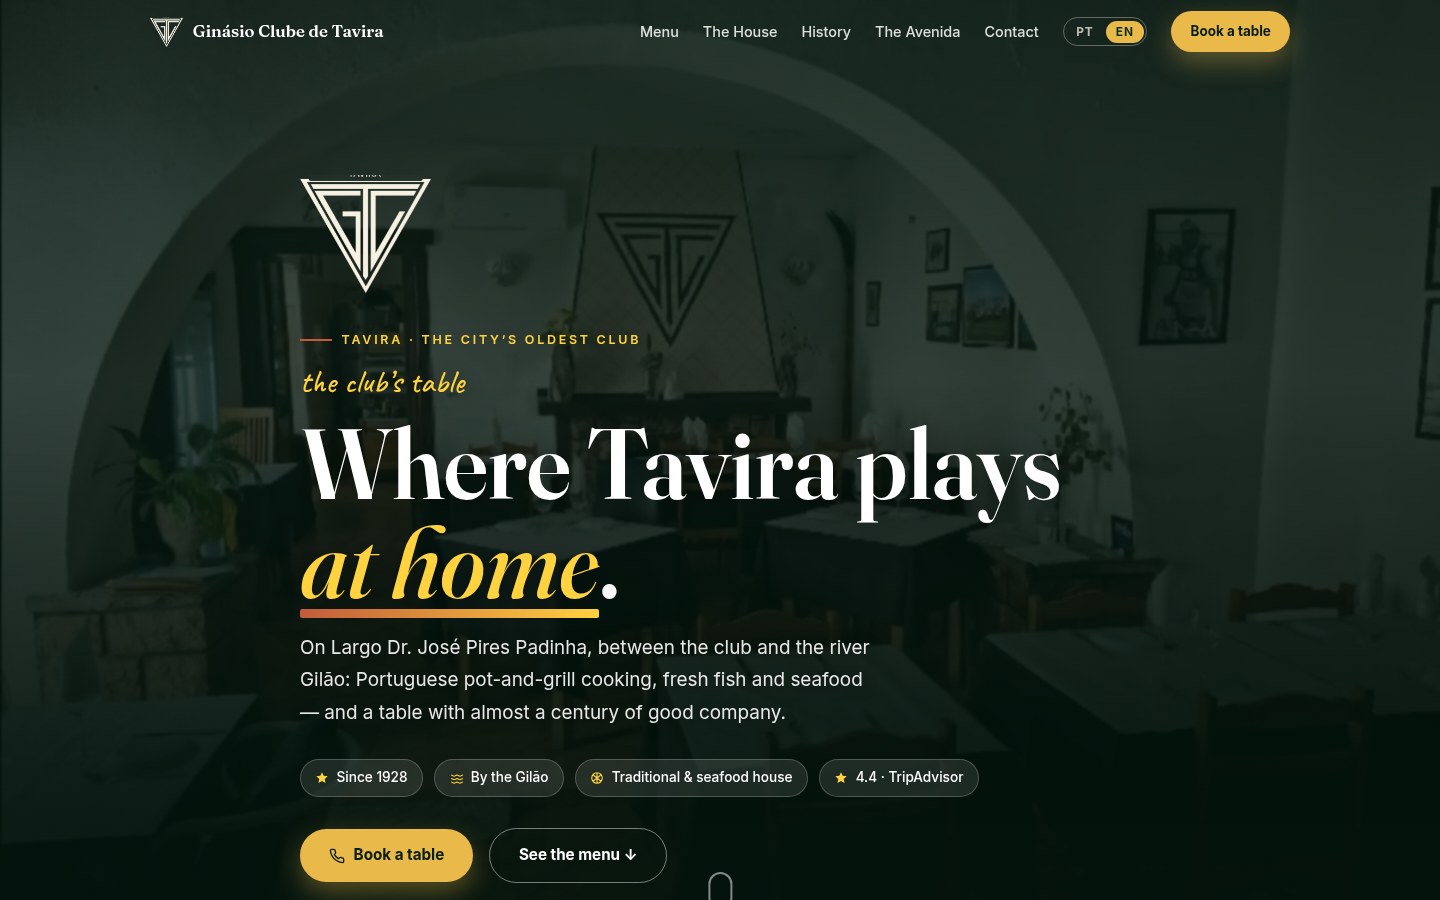 Ginásio Clube de Tavira
Menu
The House
History
The Avenida
Contact
PT
EN
Book a table
GTC
TAVIRA · THE CITY’S OLDEST CLUB
the club’s table
Where Tavira plays
at home.
On Largo Dr. José Pires Padinha, between the club and the river
Gilão: Portuguese pot-and-grill cooking, fresh fish and seafood
— and a table with almost a century of good company.
Since 1928
By the Gilão
Traditional & seafood house
4.4 · TripAdvisor
Book a table
See the menu ↓